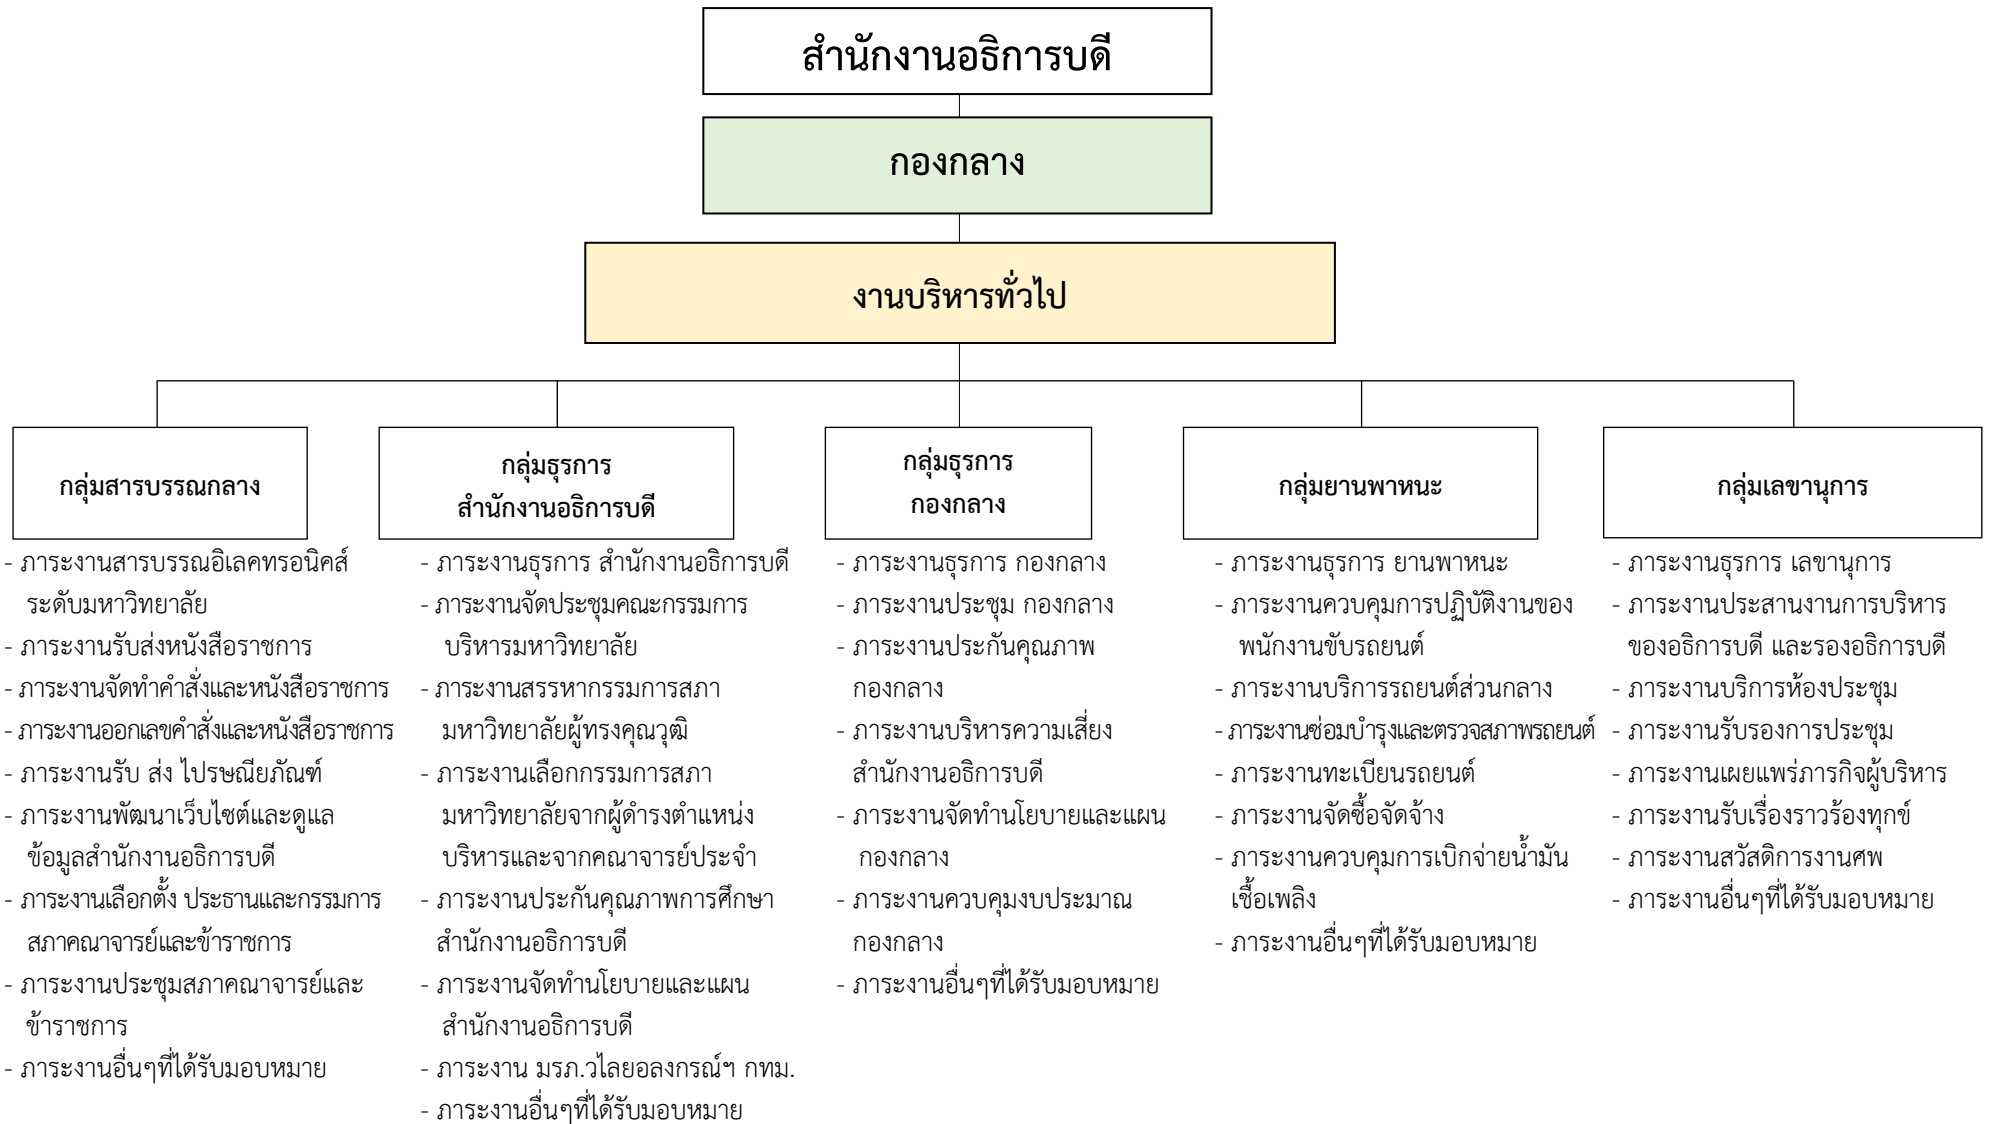 สำนักงานอธิการบดี
กองกลาง
งานบริหารทั่วไป
กลุ่มสารบรรณกลาง
- ภาระงานสารบรรณอิเลคทรอนิคส์
ระดับมหาวิทยาลัย
- ภาระงานรับส่งหนังสือราชการ
- ภาระงานจัดทำคำสั่งและหนังสือราชการ
- ภาระงานออกเลขคำสั่งและหนังสือราชการ
- ภาระงานรับ ส่ง ไปรษณียภัณฑ์
- ภาระงานพัฒนาเว็บไซต์และดูแล
ข้อมูลสำนักงานอธิการบดี
- ภาระงานเลือกตั้ง ประธานและกรรมการ
สภาคณาจารย์และข้าราชการ
- ภาระงานประชุมสภาคณาจารย์และ
ข้าราชการ
- ภาระงานอื่นๆที่ได้รับมอบหมาย
กลุ่มธุรการ
สำนักงานอธิการบดี
- ภาระงานธุรการ สำนักงานอธิการบดี
- ภาระงานจัดประชุมคณะกรรมการ
บริหารมหาวิทยาลัย
- ภาระงานสรรหากรรมการสภา
มหาวิทยาลัยผู้ทรงคุณวุฒิ
- ภาระงานเลือกกรรมการสภา
มหาวิทยาลัยจากผู้ดำรงตำแหน่ง
บริหารและจากคณาจารย์ประจำ
- ภาระงานประกันคุณภาพการศึกษา
สำนักงานอธิการบดี
- ภาระงานจัดทำนโยบายและแผน
สำนักงานอธิการบดี
- ภาระงาน มรภ.วไลยอลงกรณ์ฯ กทม.
- ภาระงานอื่นๆที่ได้รับมอบหมาย
กลุ่มธุรการ
กองกลาง
- ภาระงานธุรการ กองกลาง
- ภาระงานประชุม กองกลาง
- ภาระงานประกันคุณภาพ
กองกลาง
- ภาระงานบริหารความเสี่ยง
สำนักงานอธิการบดี
- ภาระงานจัดทำนโยบายและแผน
กองกลาง
- ภาระงานควบคุมงบประมาณ
กองกลาง
- ภาระงานอื่นๆที่ได้รับมอบหมาย
กลุ่มยานพาหนะ
- ภาระงานธุรการ ยานพาหนะ
- ภาระงานควบคุมการปฏิบัติงานของ
พนักงานขับรถยนต์
- ภาระงานบริการรถยนต์ส่วนกลาง
- ภาระงานซ่อมบำรุงและตรวจสภาพรถยนต์
- ภาระงานทะเบียนรถยนต์
- ภาระงานจัดซื้อจัดจ้าง
- ภาระงานควบคุมการเบิกจ่ายน้ำมัน
เชื้อเพลิง
- ภาระงานอื่นๆที่ได้รับมอบหมาย
กลุ่มเลขานุการ
- ภาระงานธุรการ เลขานุการ
- ภาระงานประสานงานการบริหาร
ของอธิการบดี และรองอธิการบดี
- ภาระงานบริการห้องประชุม
- ภาระงานรับรองการประชุม
- ภาระงานเผยแพร่ภารกิจผู้บริหาร
- ภาระงานรับเรื่องราวร้องทุกข์
- ภาระงานสวัสดิการงานศพ
- ภาระงานอื่นๆที่ได้รับมอบหมาย